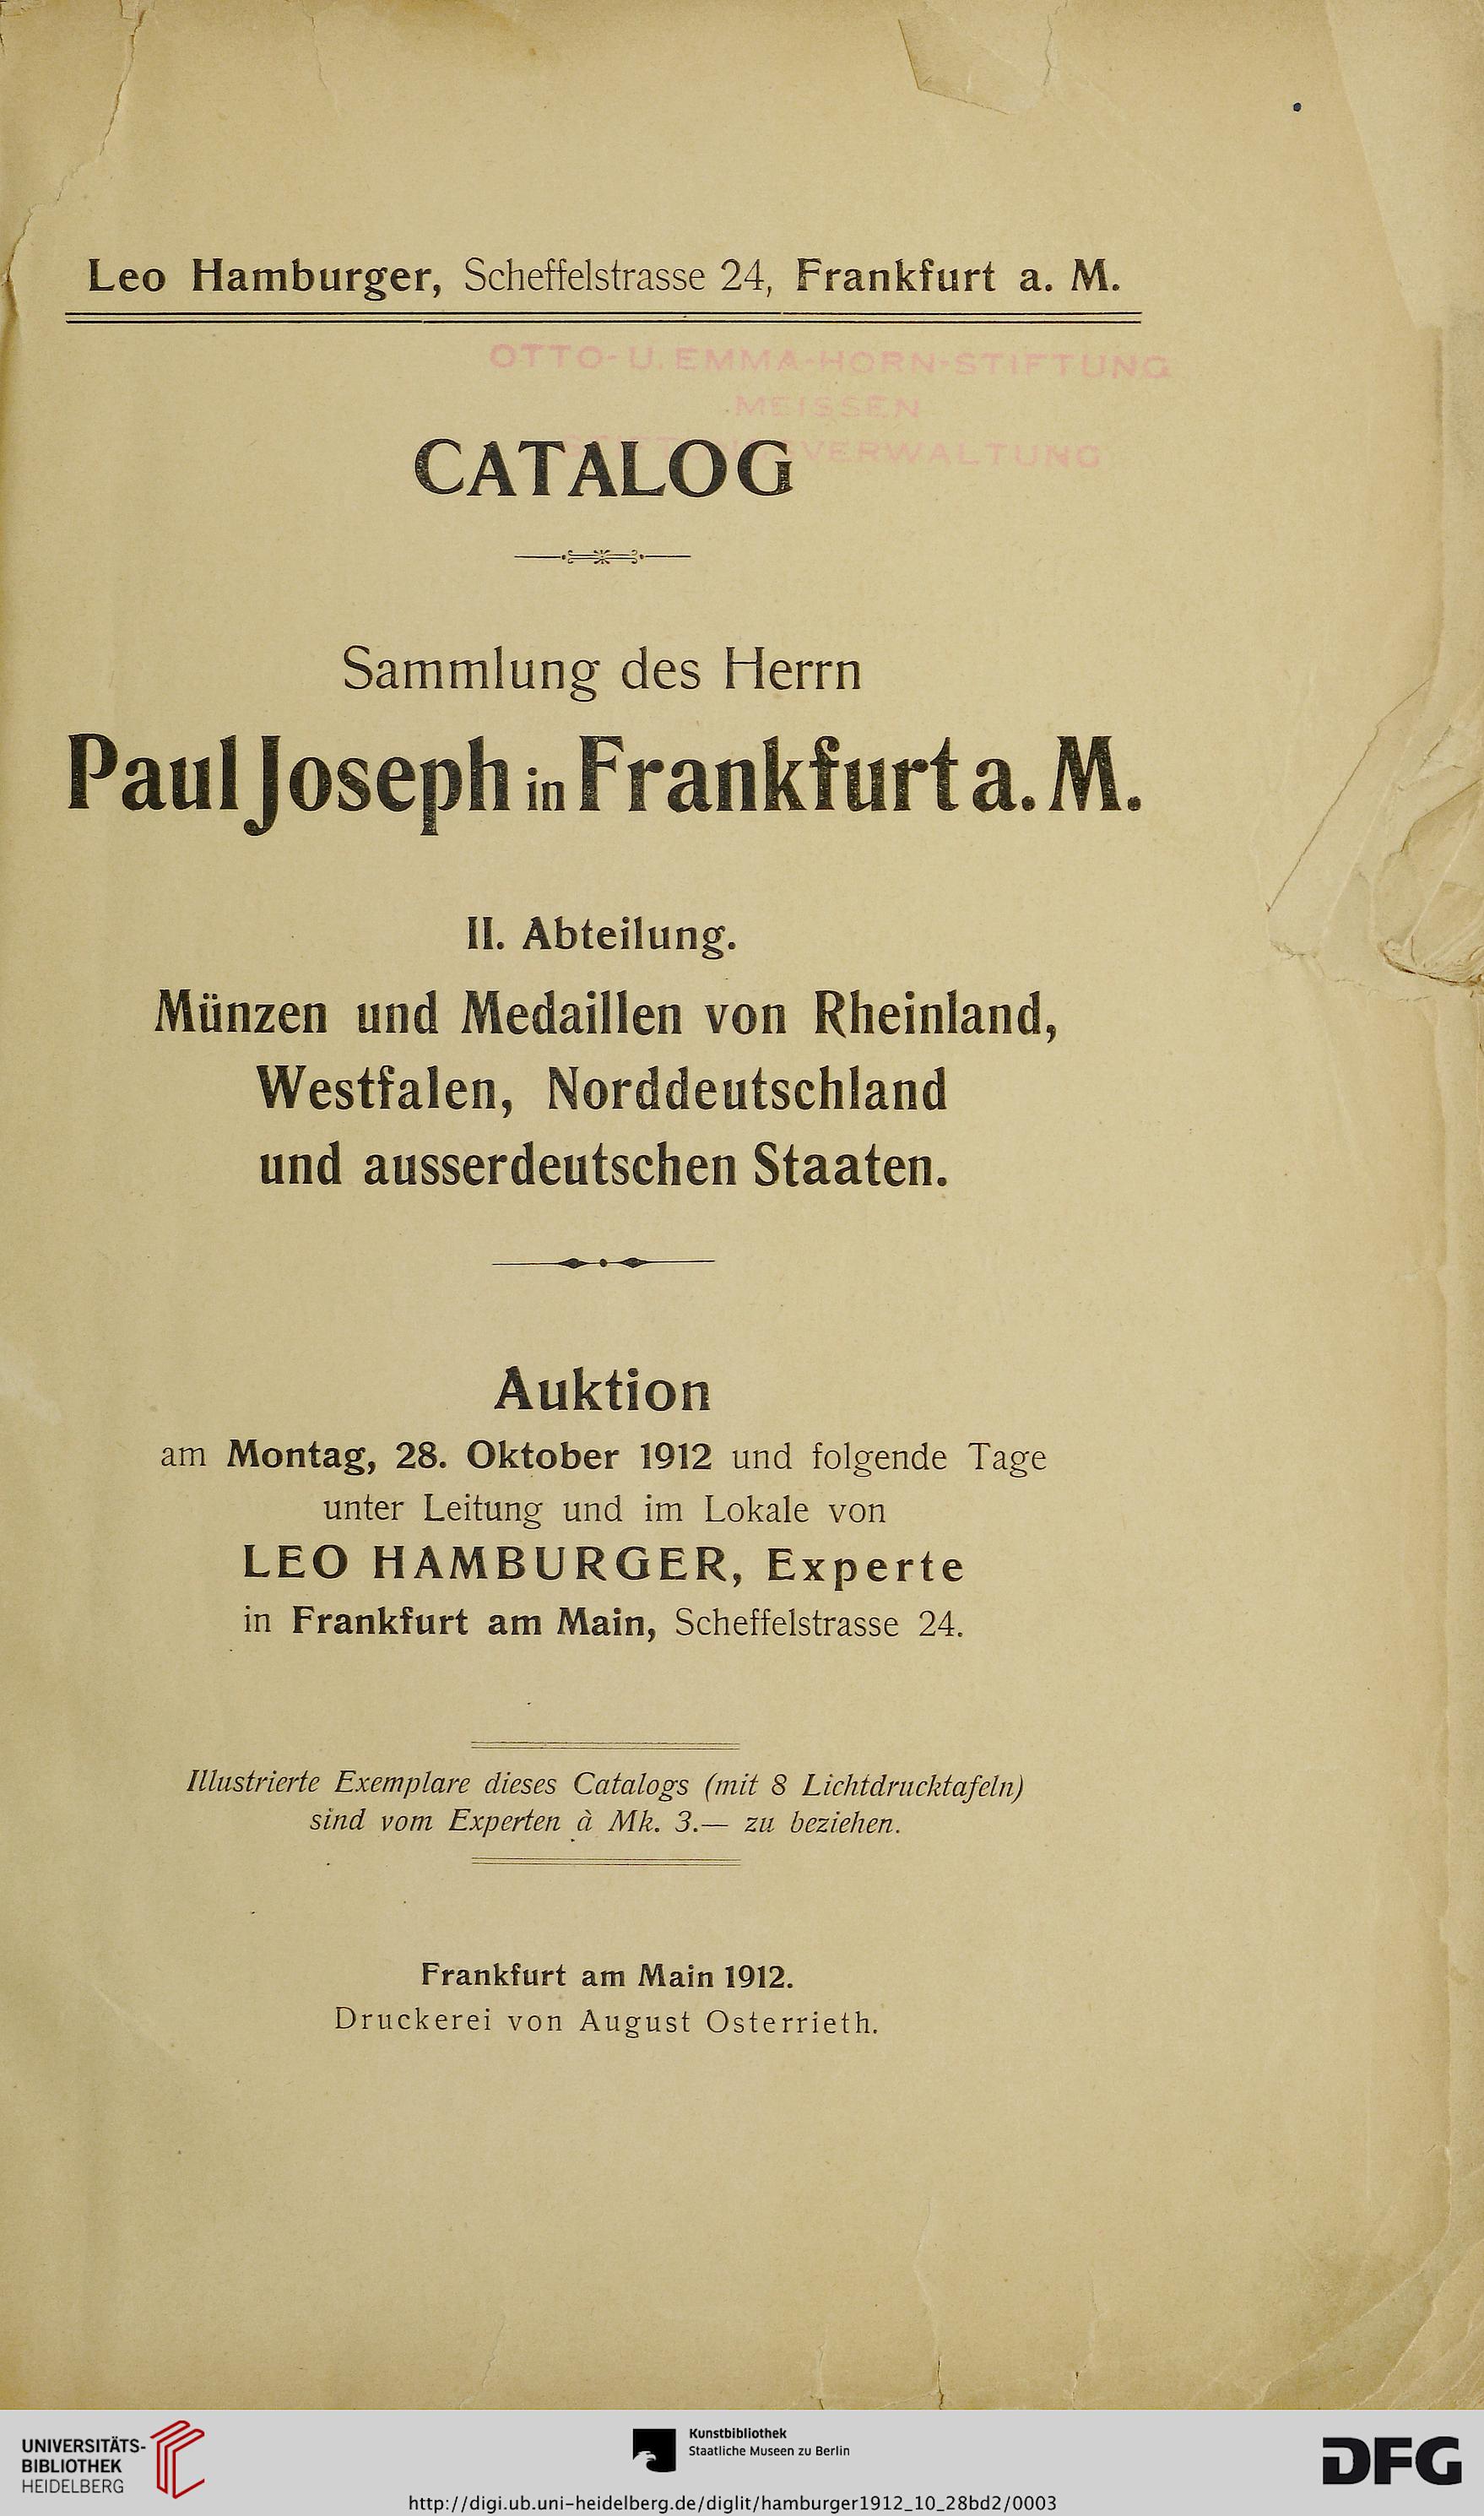 Leo Hamburger, Scheffelstrasse 24, Frankfurt a. M.
OTTO- U. EMMA-HORN-STIFTUNG
MEISSEN
VERWALTUNG
CATALOG
Sammlung des Herrn
Paul Joseph in Frankfurt a. M.
II. Abteilung.
Münzen und Medaillen von Rheinland,
Westfalen, Norddeutschland
und ausserdeutschen Staaten.
Auktion
am Montag, 28. Oktober 1912 und folgende Tage
unter Leitung und im Lokale von
LEO HAMBURGER, Experte
in Frankfurt am Main, Scheffelstrasse 24.
Illustrierte Exemplare dieses Catalogs (mit 8 Lichtdrucktafeln)
sind vom Experten à Mk. 3.— zu beziehen.
Frankfurt am Main 1912.
Druckerei von August Osterrieth.
UNIVERSITÄTS-
BIBLIOTHEK
HEIDELBERG
Kunstbibliothek
Staatliche Museen zu Berlin
DFG
http://digi.ub.uni-heidelberg.de/diglit/hamburger1912_10_28bd2/0003